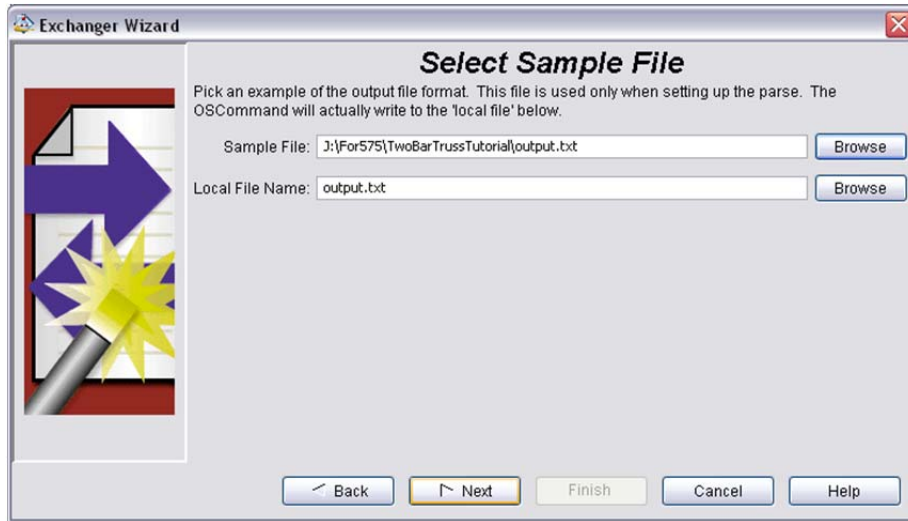 Exchanger Wizard
Select Sample File
Pick an example of the output file format. This file is used only when setting up the parse. The
OSCommand will actually write to the 'local file' below.
Sample File: J:\For575\TwoBarTrussTutorial\output.txt Browse
Local File Name: output.txt Browse
Back Next Finish Cancel Help